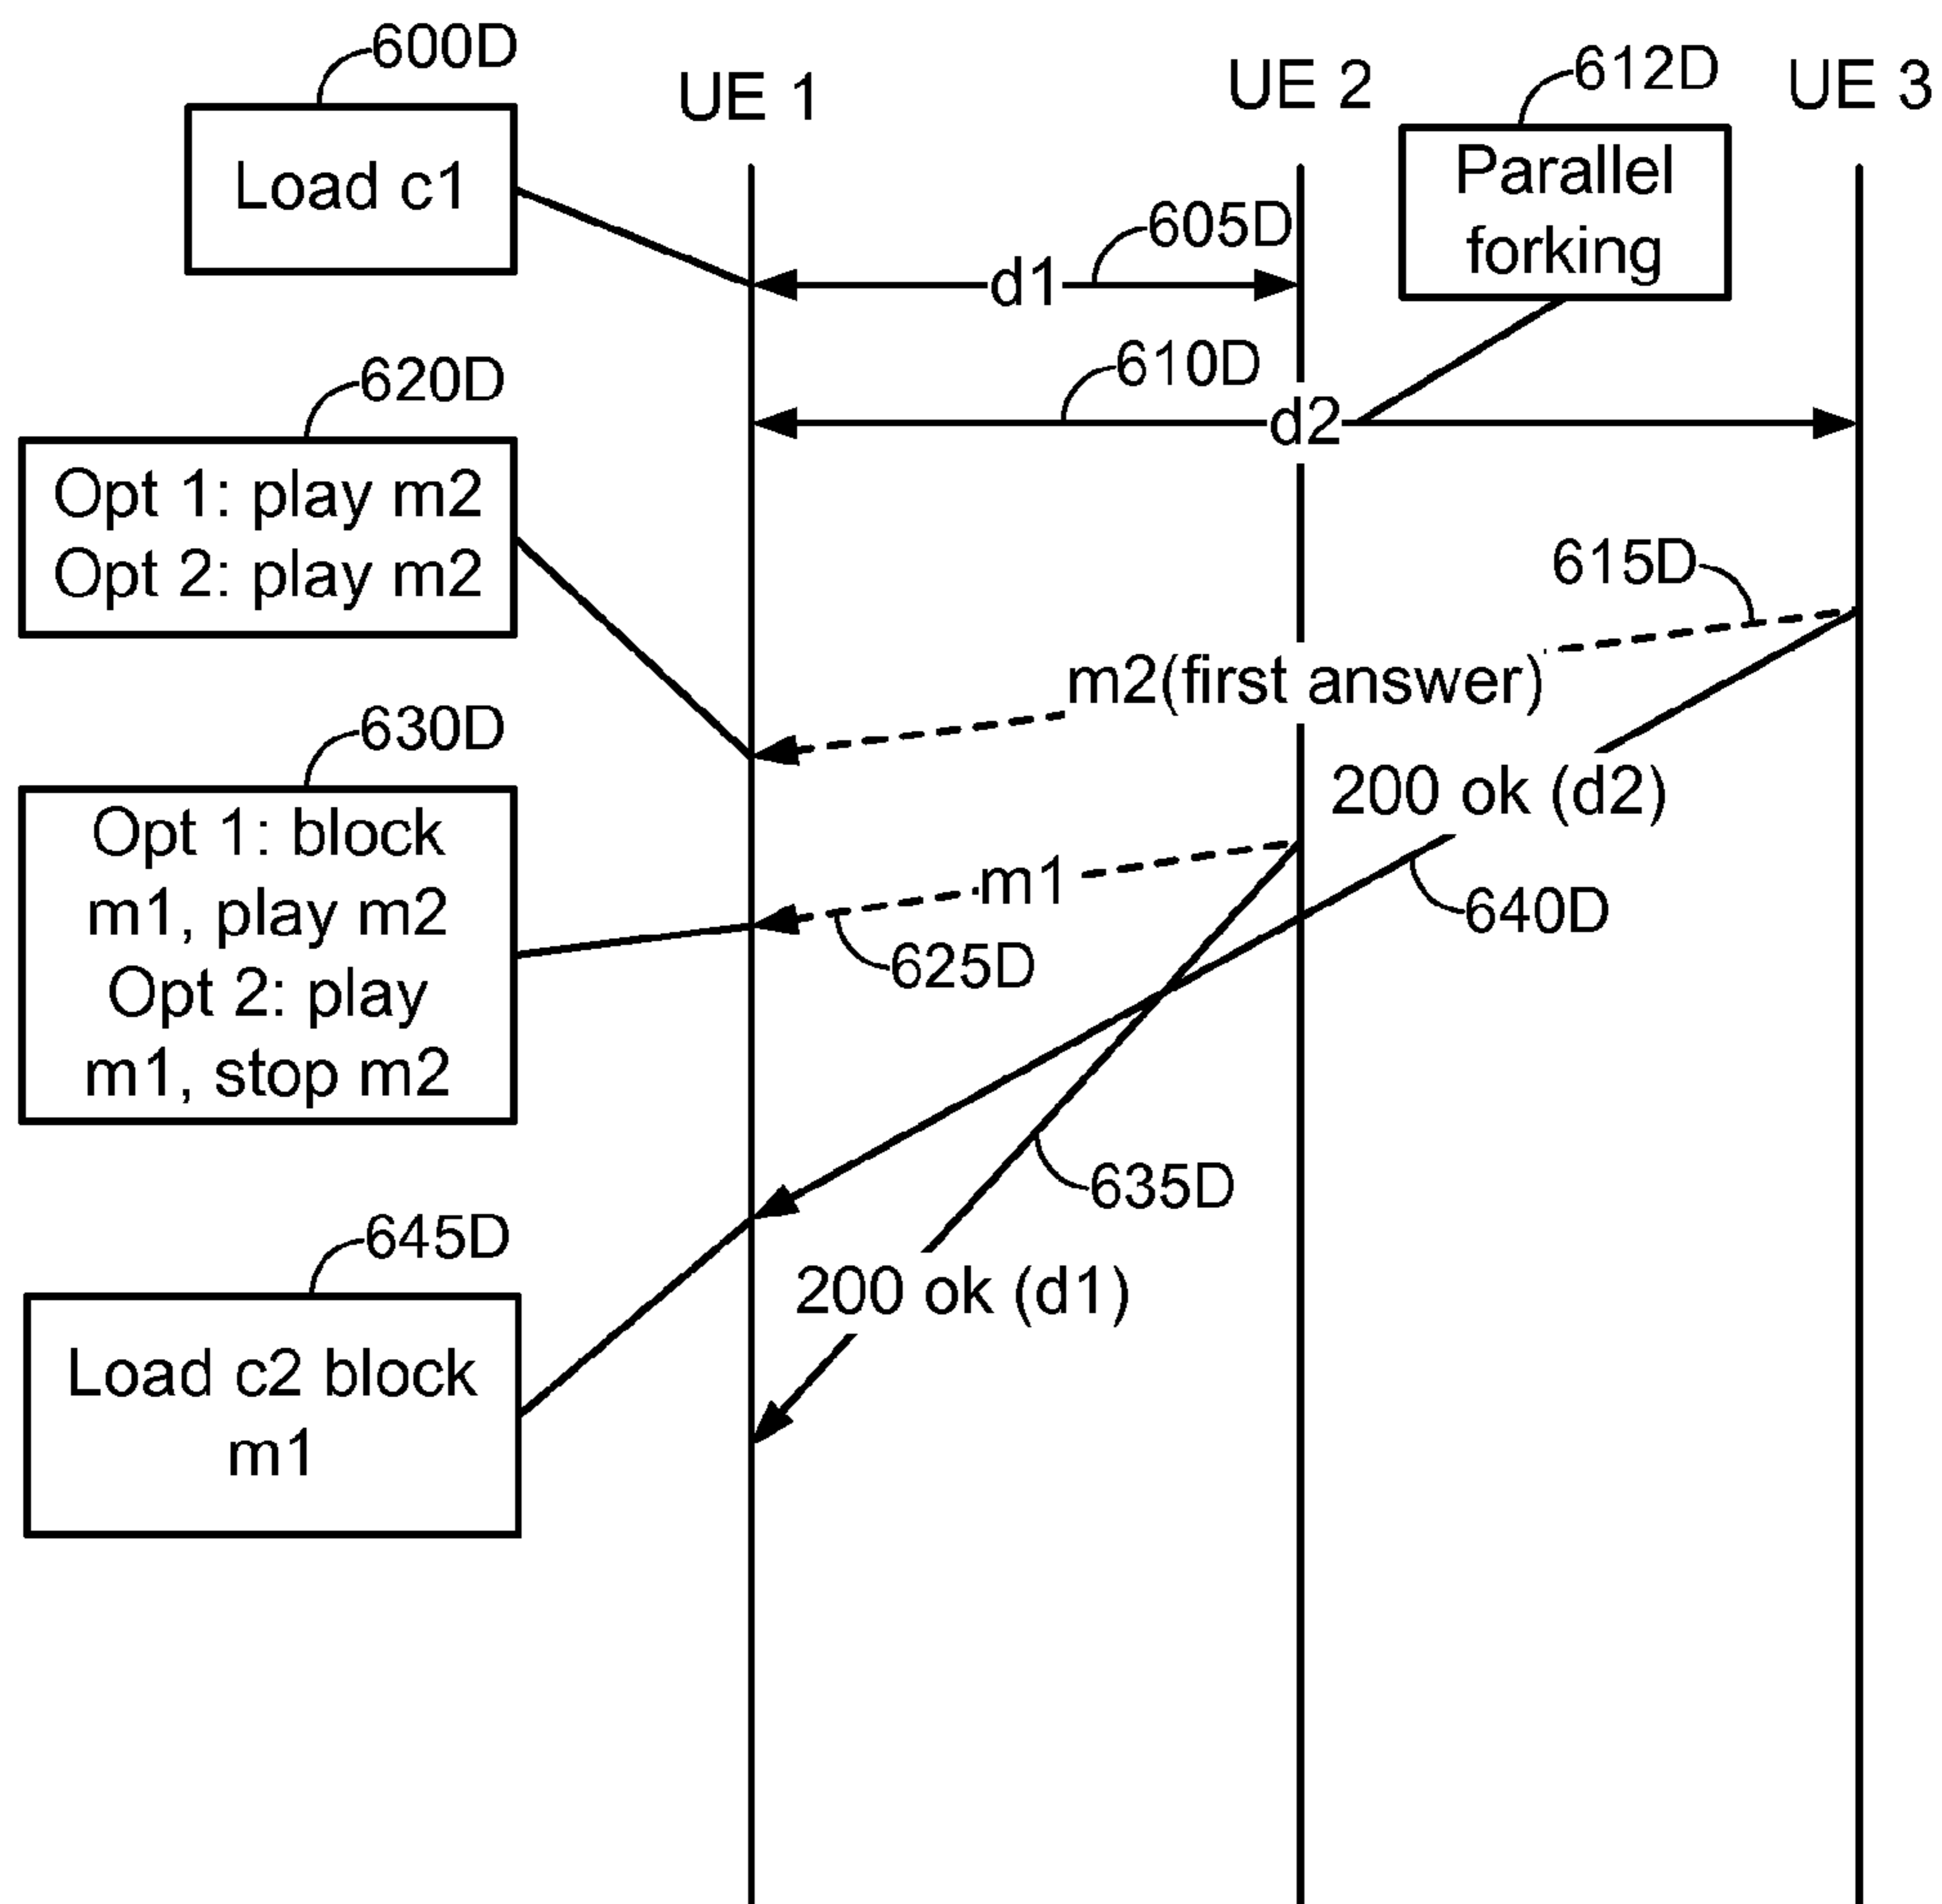 600D
UE 1
UE 2
612D
UE 3
Load c1
Parallel
forking
605D
d1
620D
610D
d2
Opt 1: play m2
Opt 2: play m2
615D
m2(first answer)
630D
200 ok (d2)
Opt 1: block
m1, play m2
Opt 2: play
m1, stop m2
m1
640D
625D
635D
645D
200 ok (d1)
Load c2 block
m1